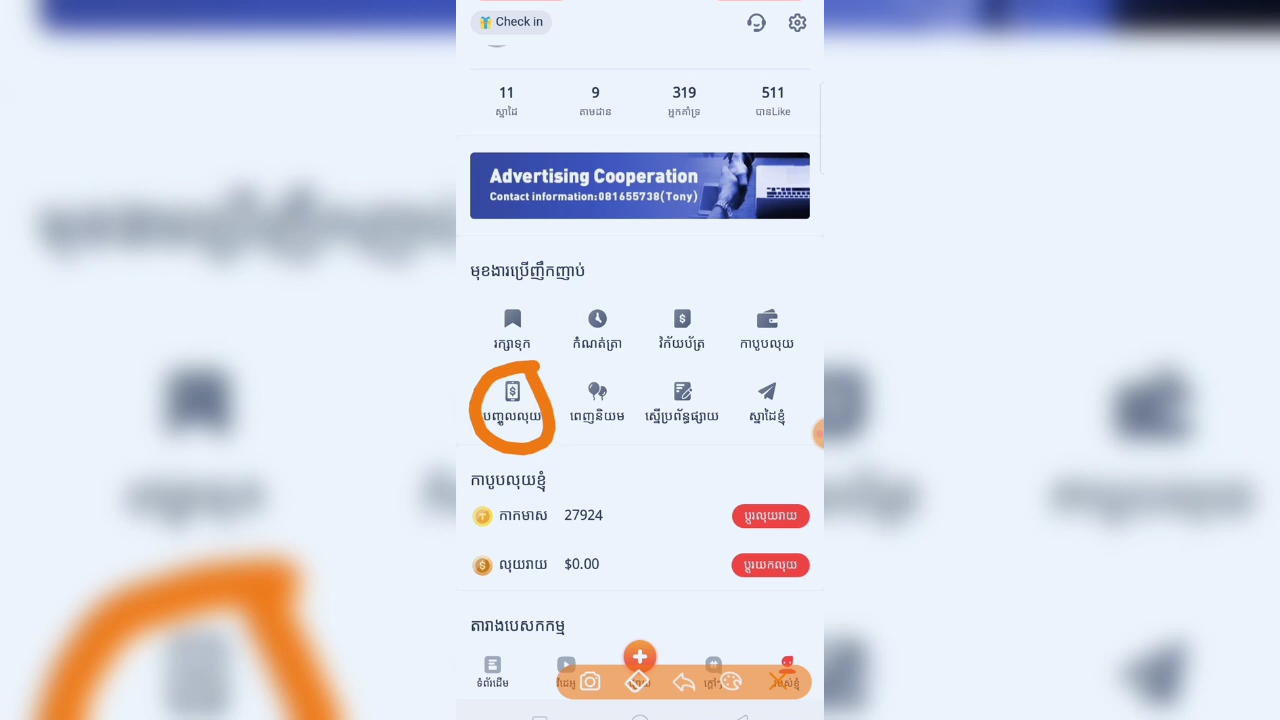 Check in
11 9 319 511
ស្នាដៃ តាមដាន អ្នកគាំទ្រ បានLike
Advertising Cooperation
Contact information:081655738(Tony)
មុខងារប្រើញឹកញាប់
រក្សាទុក កំណត់ត្រា វិក័យប័ត្រ កាបូបលុយ
បញ្ចូលលុយ ពេញនិយម ស្នើប្រព័ន្ធផ្សាយ ស្នាដៃខ្ញុំ
កាបូបលុយខ្ញុំ
កាកមាស 27924 ប្តូរលុយរាយ
លុយរាយ $0.00 ប្តូរយកលុយ
តារាងបេសកកម្ម
ទំព័រដើម វីដេអូ